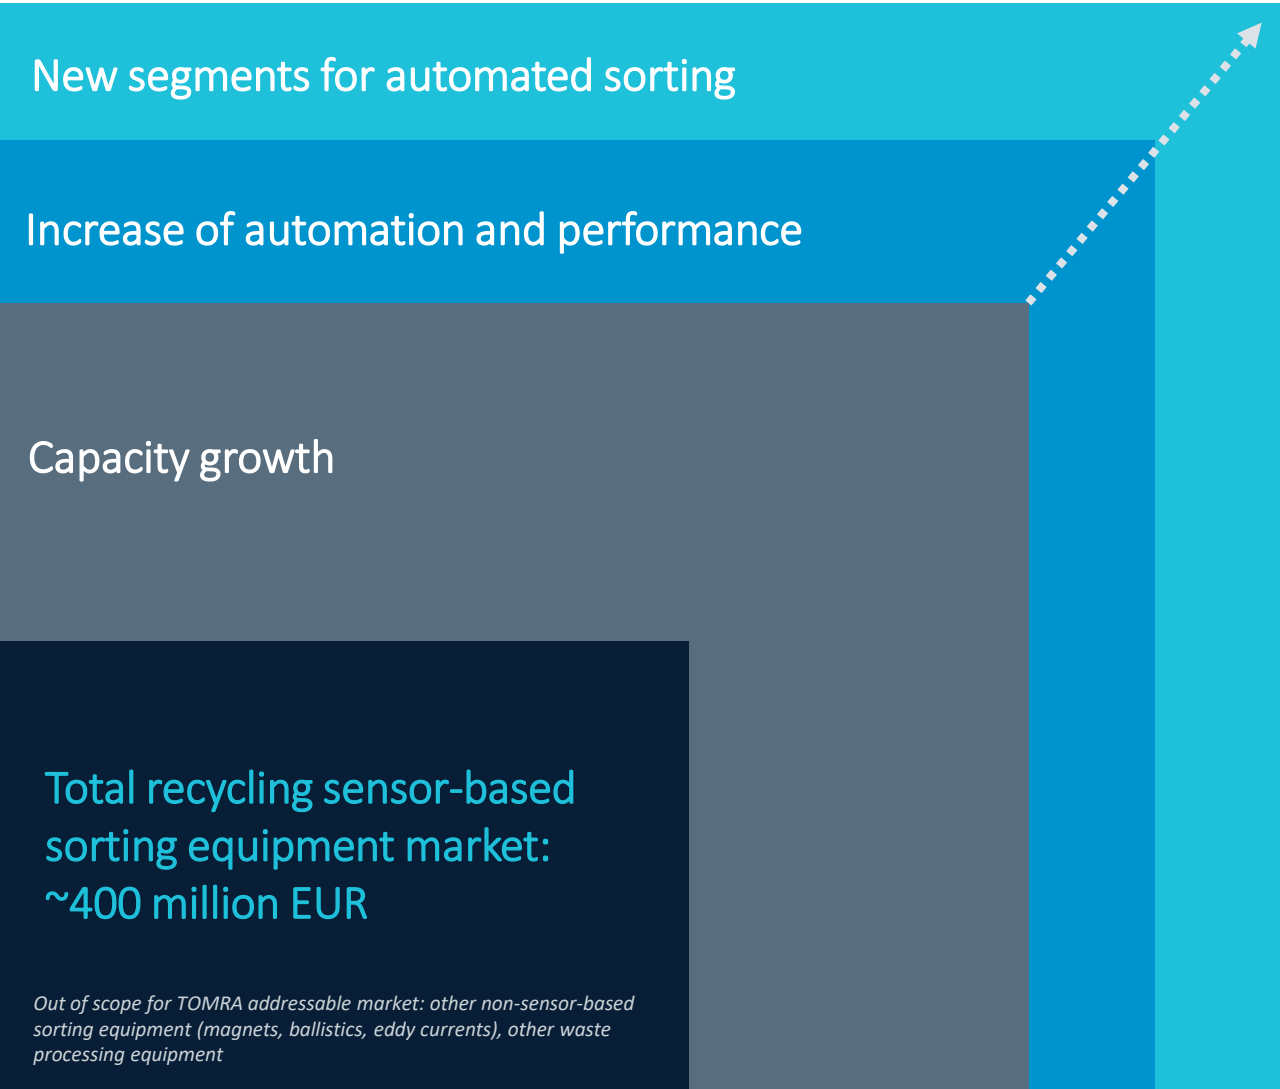 New segments for automated sorting
Increase of automation and performance
Capacity growth
Total recycling sensor-based
sorting equipment market:
~400 million EUR
Out of scope for TOMRA addressable market: other non-sensor-based
sorting equipment (magnets, ballistics, eddy currents), other waste
processing equipment